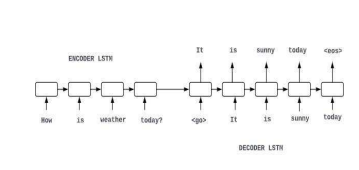 It is sunny today <eos>
ENCODER LSTM
How is weather today? <go> It is sunny today
DECODER LSTM